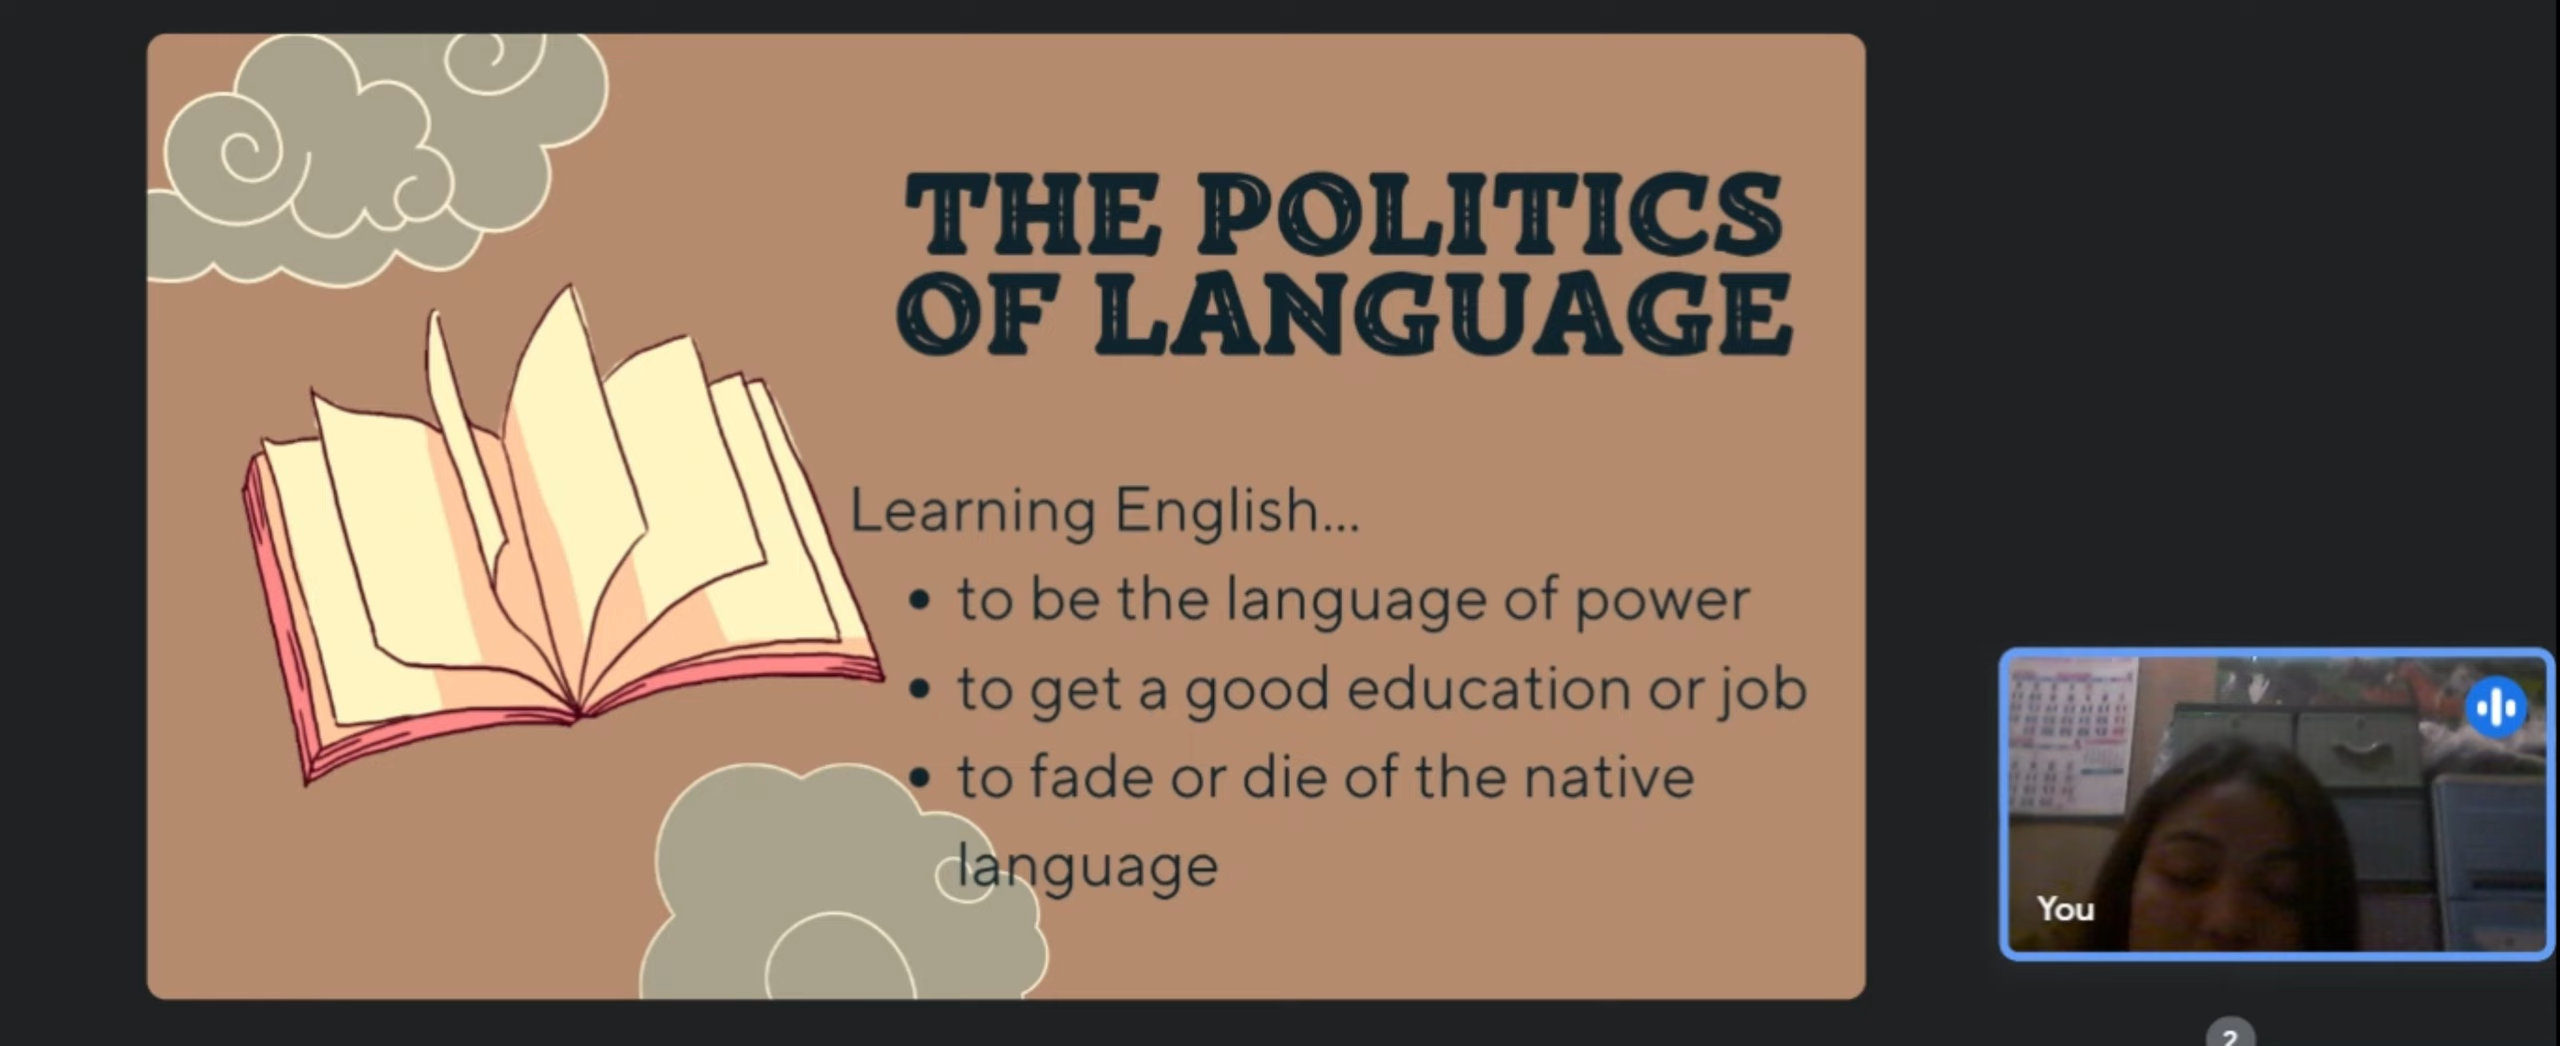 THE POLITICS
OF LANGUAGE
Learning English...
• to be the language of power
• to get a good education or job
• to fade or die of the native
language
You
2